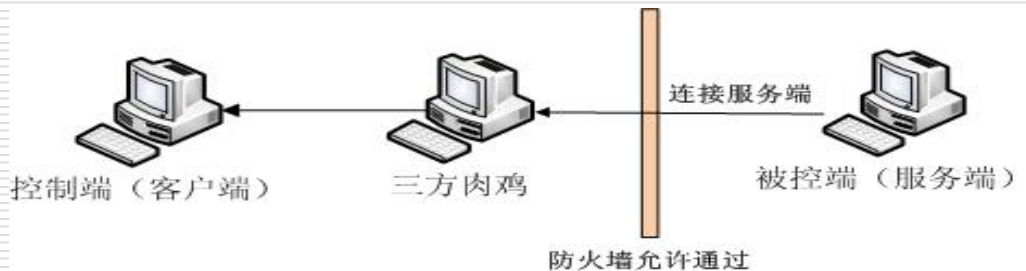 连接服务端
控制端（客户端）
三方肉鸡
被控端（服务端）
防火墙允许通过